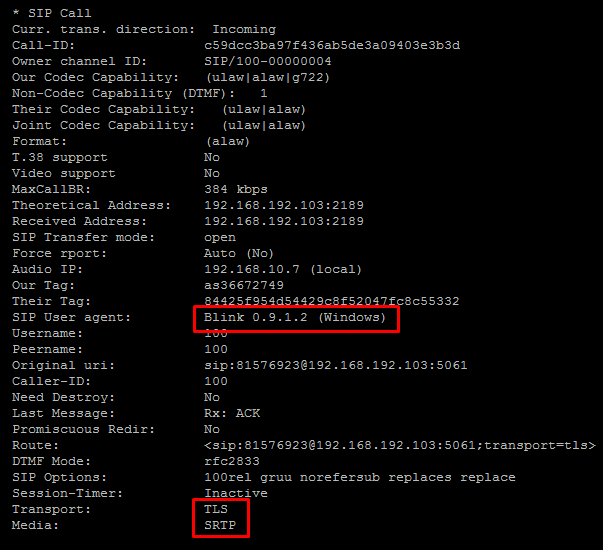 * SIP Call
Curr. trans. direction: Incoming
Call-ID: c59dcc3ba97f436ab5de3a09403e3b3d
Owner channel ID: SIP/100-00000004
Our Codec Capability: (ulaw|alaw|g722)
Non-Codec Capability (DTMF): 1
Their Codec Capability: (ulaw|alaw)
Joint Codec Capability: (ulaw|alaw)
Format: (alaw)
T.38 support No
Video support No
MaxCallBR: 384 kbps
Theoretical Address: 192.168.192.103:2189
Received Address: 192.168.192.103:2189
SIP Transfer mode: open
Force rport: Auto (No)
Audio IP: 192.168.10.7 (local)
Our Tag: as36672749
Their Tag: 84425f954d54429c8f52047fc8c55332
SIP User agent: Blink 0.9.1.2 (Windows)
Username: 100
Peername: 100
Original uri: sip:81576923@192.168.192.103:5061
Caller-ID: 100
Need Destroy: No
Last Message: Rx: ACK
Promiscuous Redir: No
Route: <sip:81576923@192.168.192.103:5061;transport=tls>
DTMF Mode: rfc2833
SIP Options: 100rel gruu norefersub replaces replace
Session-Timer: Inactive
Transport: TLS
Media: SRTP